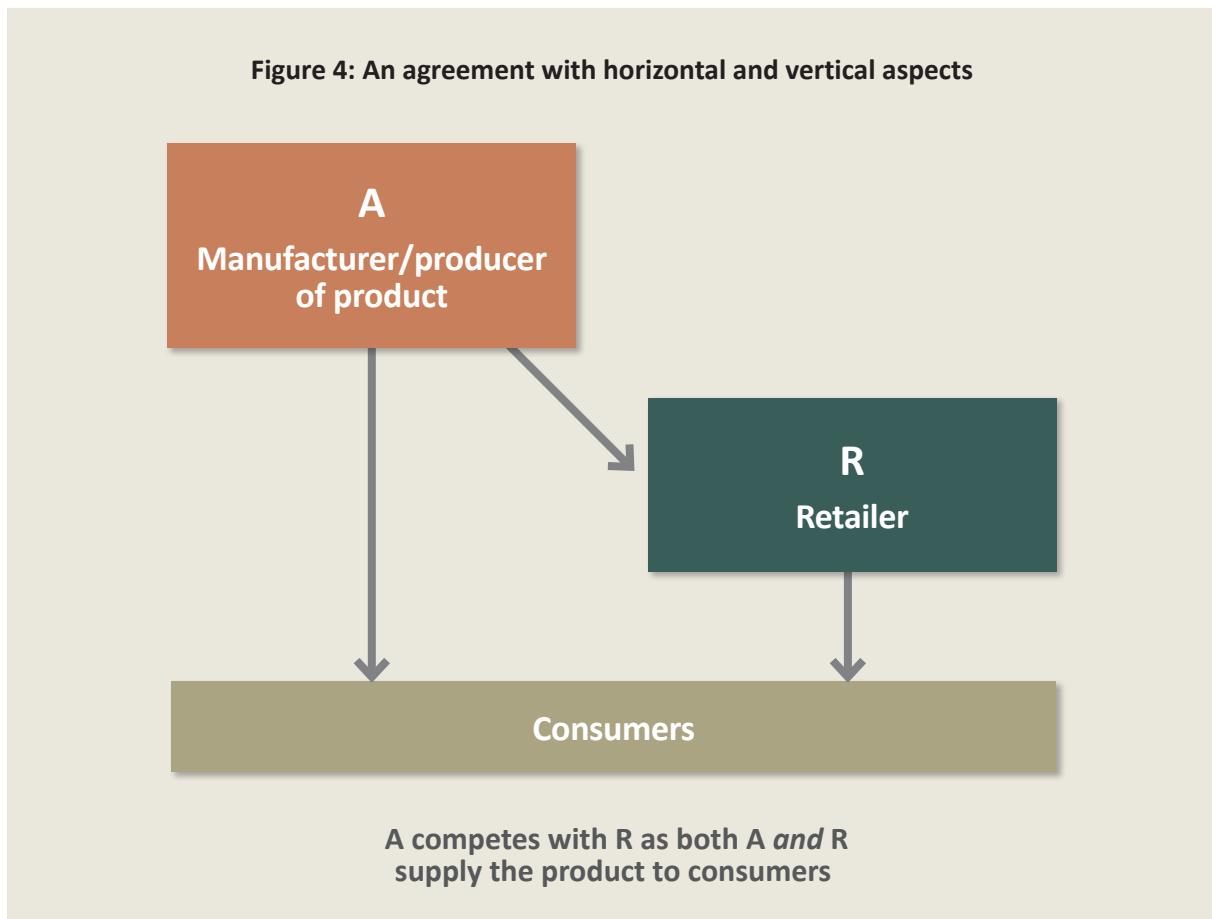 Figure 4: An agreement with horizontal and vertical aspects
A
Manufacturer/producer
of product
R
Retailer
Consumers
A competes with R as both A and R
supply the product to consumers